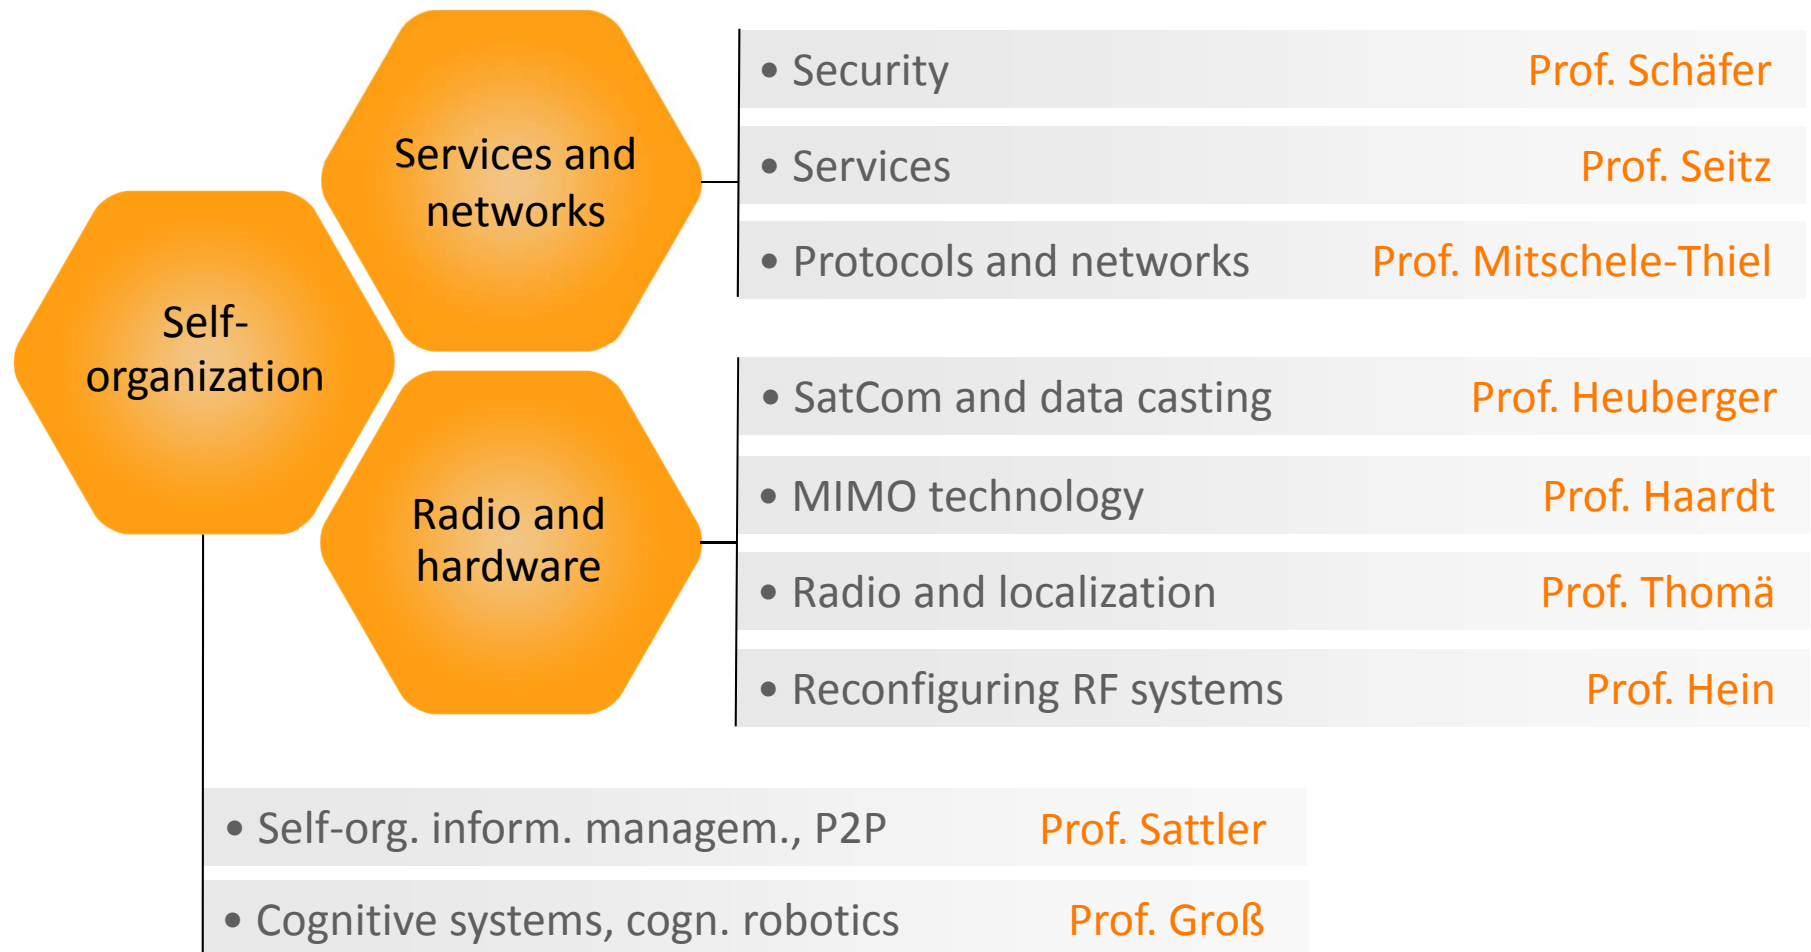 Services and
networks
• Security Prof. Schäfer
• Services Prof. Seitz
• Protocols and networks Prof. Mitschele-Thiel
Self-
organization
Radio and
hardware
• SatCom and data casting Prof. Heuberger
• MIMO technology Prof. Haardt
• Radio and localization Prof. Thomä
• Reconfiguring RF systems Prof. Hein
• Self-org. inform. managem., P2P Prof. Sattler
• Cognitive systems, cogn. robotics Prof. Groß